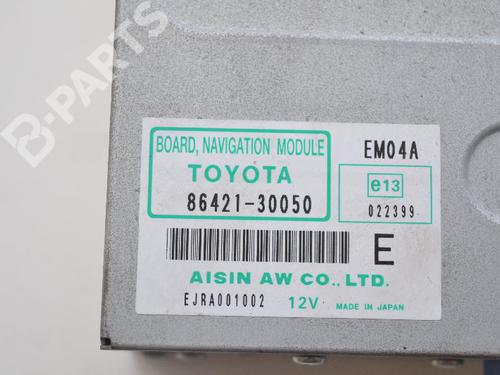 B-PARTS
BOARD, NAVIGATION MODULE
EM04A
TOYOTA
86421-30050
e13
022399
E
AISIN AW CO., LTD.
EJRA001002 12V MADE IN JAPAN